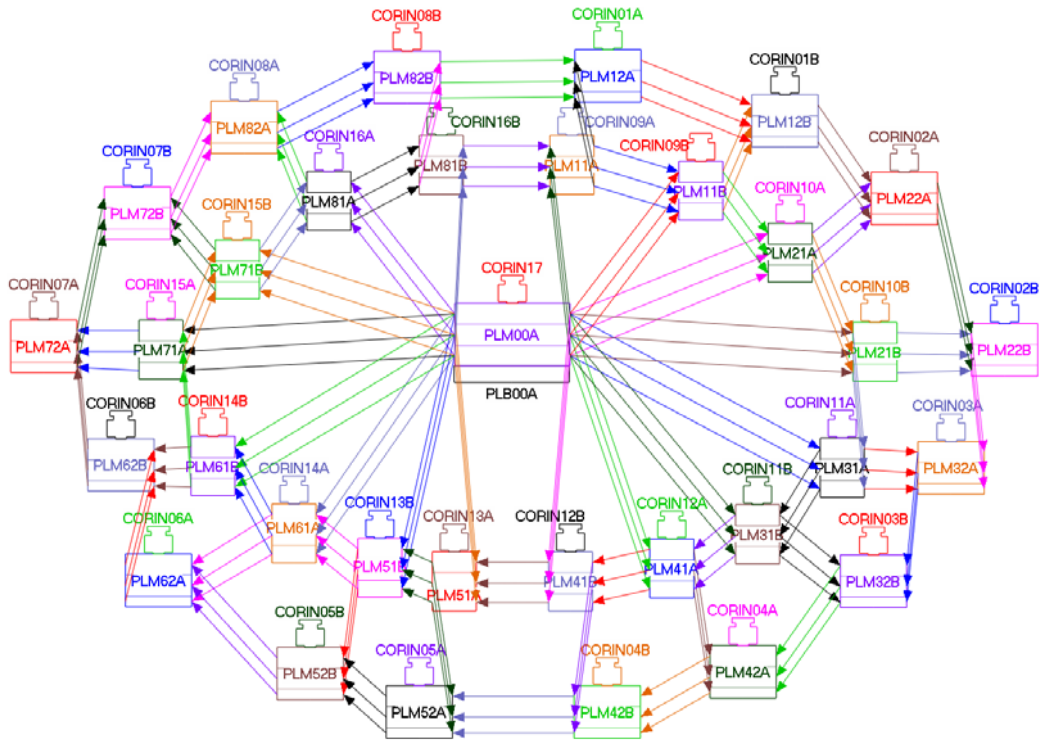 CORIN08B
CORIN01A
CORIN08A
PLM82B
PLM12A
CORIN01B
PLM82A
CORIN16A
CORIN16B
CORIN09A
PLM12B
CORIN02A
CORIN07B
CORIN09B
PLM81B
PLM11A
PLM72B
CORIN15B
PLM81A
PLM11B
CORIN10A
PLM22A
PLM71B
PLM21A
CORIN07A
CORIN15A
CORIN17
CORIN10B
CORIN02B
PLM72A
PLM71A
PLM00A
PLM21B
PLM22B
PLB00A
CORIN06B
CORIN14B
CORIN11A
CORIN03A
PLM62B
PLM61B
CORIN14A
CORIN11B
PLM31A
PLM32A
CORIN06A
CORIN13B
CORIN13A
CORIN12B
CORIN12A
PLM61A
PLM31B
CORIN03B
PLM62A
PLM51B
PLM51A
PLM41B
PLM41A
PLM32B
CORIN05B
CORIN05A
CORIN04B
CORIN04A
PLM52B
PLM52A
PLM42B
PLM42A